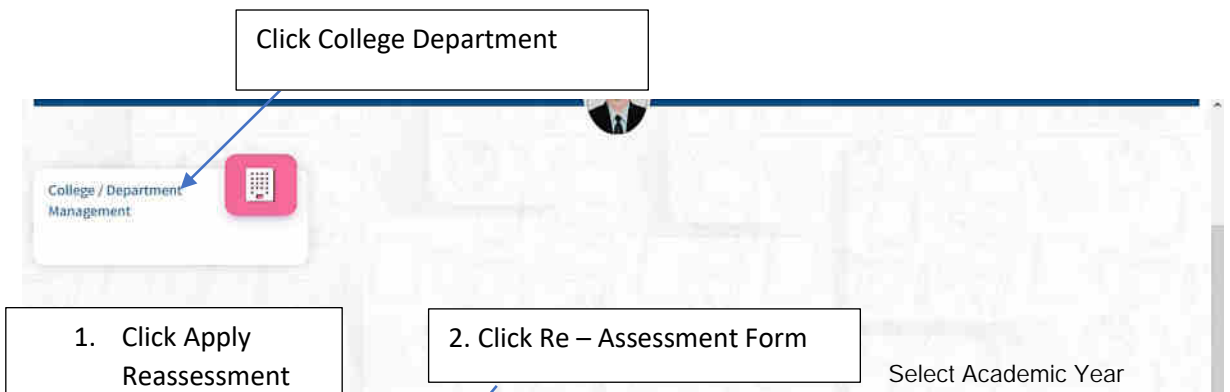 Click College Department
College / Department
Management
1. Click Apply
Reassessment
2. Click Re – Assessment Form
Select Academic Year